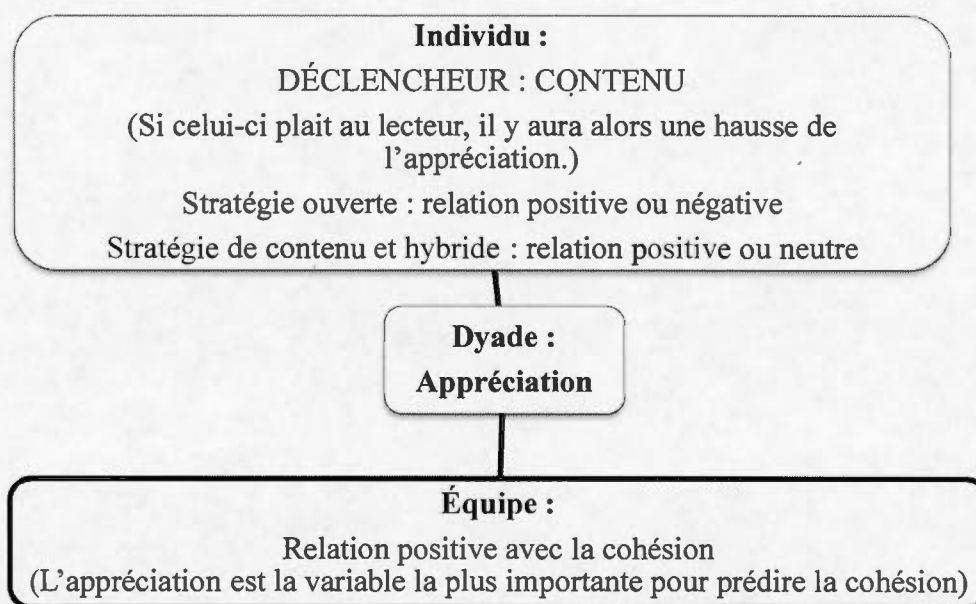 Individu :
DÉCLENCHEUR : CONTENU
(Si celui-ci plait au lecteur, il y aura alors une hausse de
l'appréciation.)
Stratégie ouverte : relation positive ou négative
Stratégie de contenu et hybride : relation positive ou neutre
Dyade :
Appréciation
Équipe :
Relation positive avec la cohésion
(L'appréciation est la variable la plus importante pour prédire la cohésion)